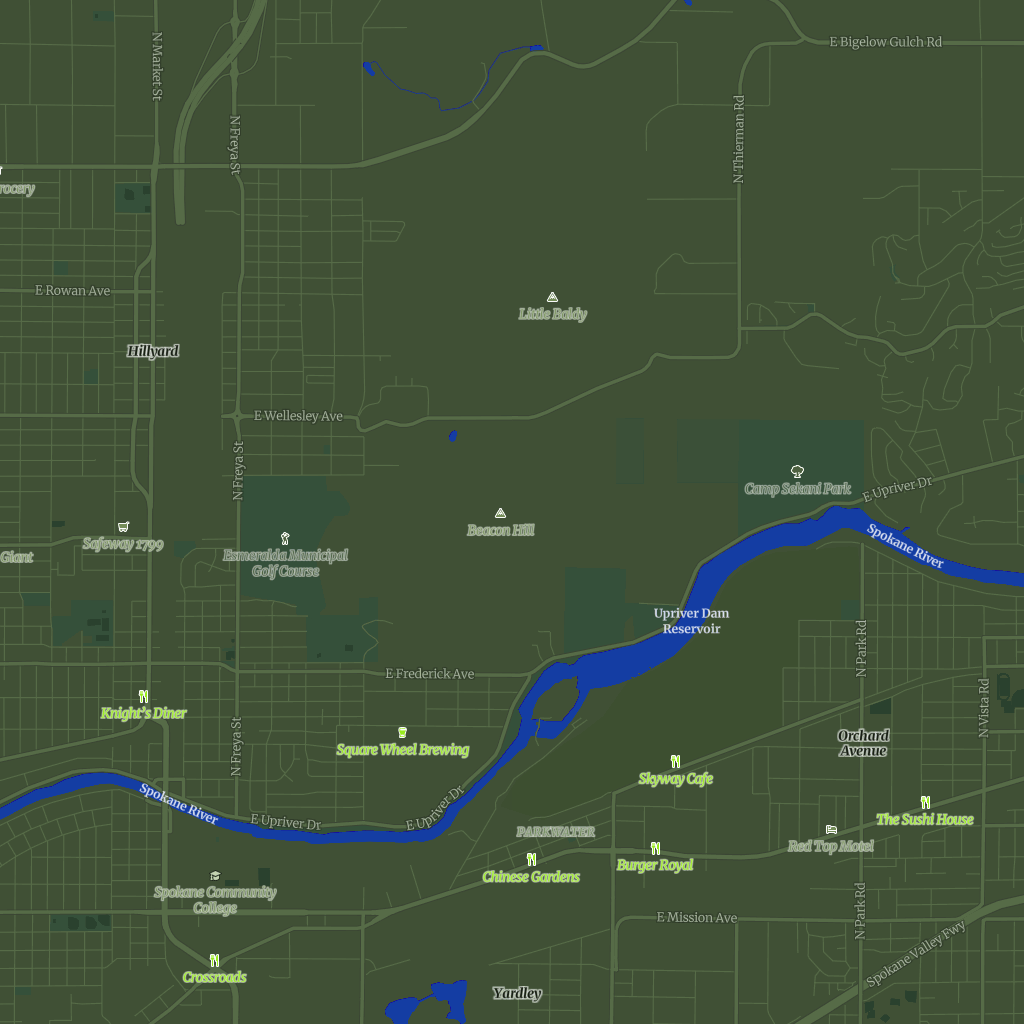 E Bigelow Gulch Rd
N Market St
N Freya St
N Thierman Rd
rocery
E Rowan Ave
Little Baldy
Hillyard
E Wellesley Ave
N Freya St
Camp Sekani Park
E Upriver Dr
Safeway 1799
Beacon Hill
Spokane River
Giant
Esmeralda Municipal
Golf Course
Upriver Dam
Reservoir
N Park Rd
E Frederick Ave
N Vista Rd
Knight's Diner
N Freya St
Square Wheel Brewing
Orchard
Avenue
Skyway Cafe
Spokane River
E Upriver Dr
E Upriver Dr
The Sushi House
PARKWATER
Red Top Motel
Burger Royal
Chinese Gardens
Spokane Community
College
N Park Rd
E Mission Ave
Spokane Valley Fwy
Crossroads
Yardley